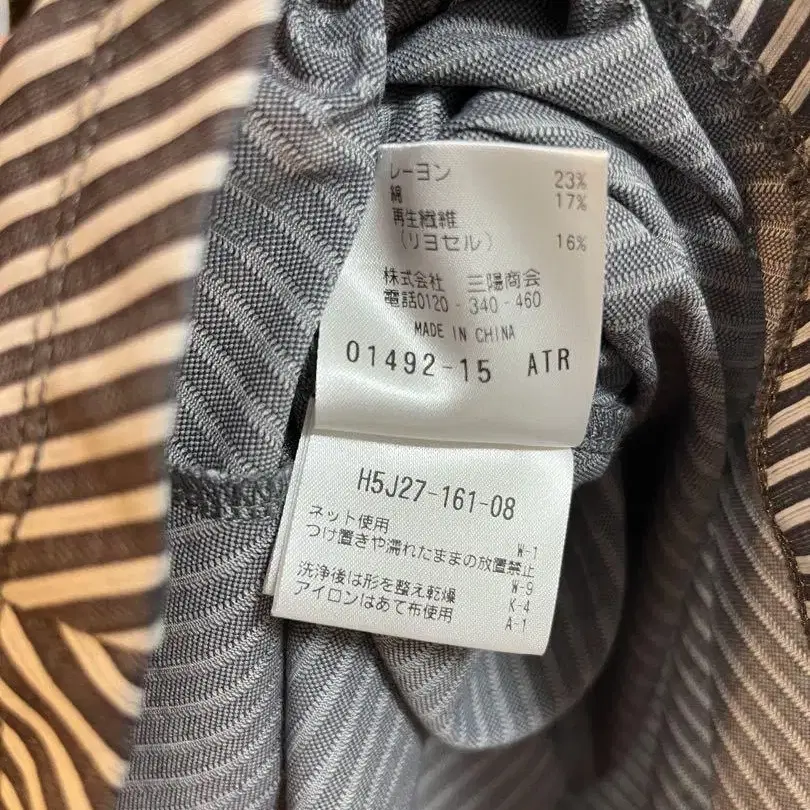 レーヨン 23%
綿 17%
再生繊維
(リヨセル) 16%
株式会社 三陽商会
電話0120-340-460
MADE IN CHINA
01492-15 ATR
H5J27-161-08
ネット使用 W-1
つけ置きや濡れたままの放置禁止 W-9
洗浄後は形を整え乾燥 K-4
アイロンはあて布使用 A-1